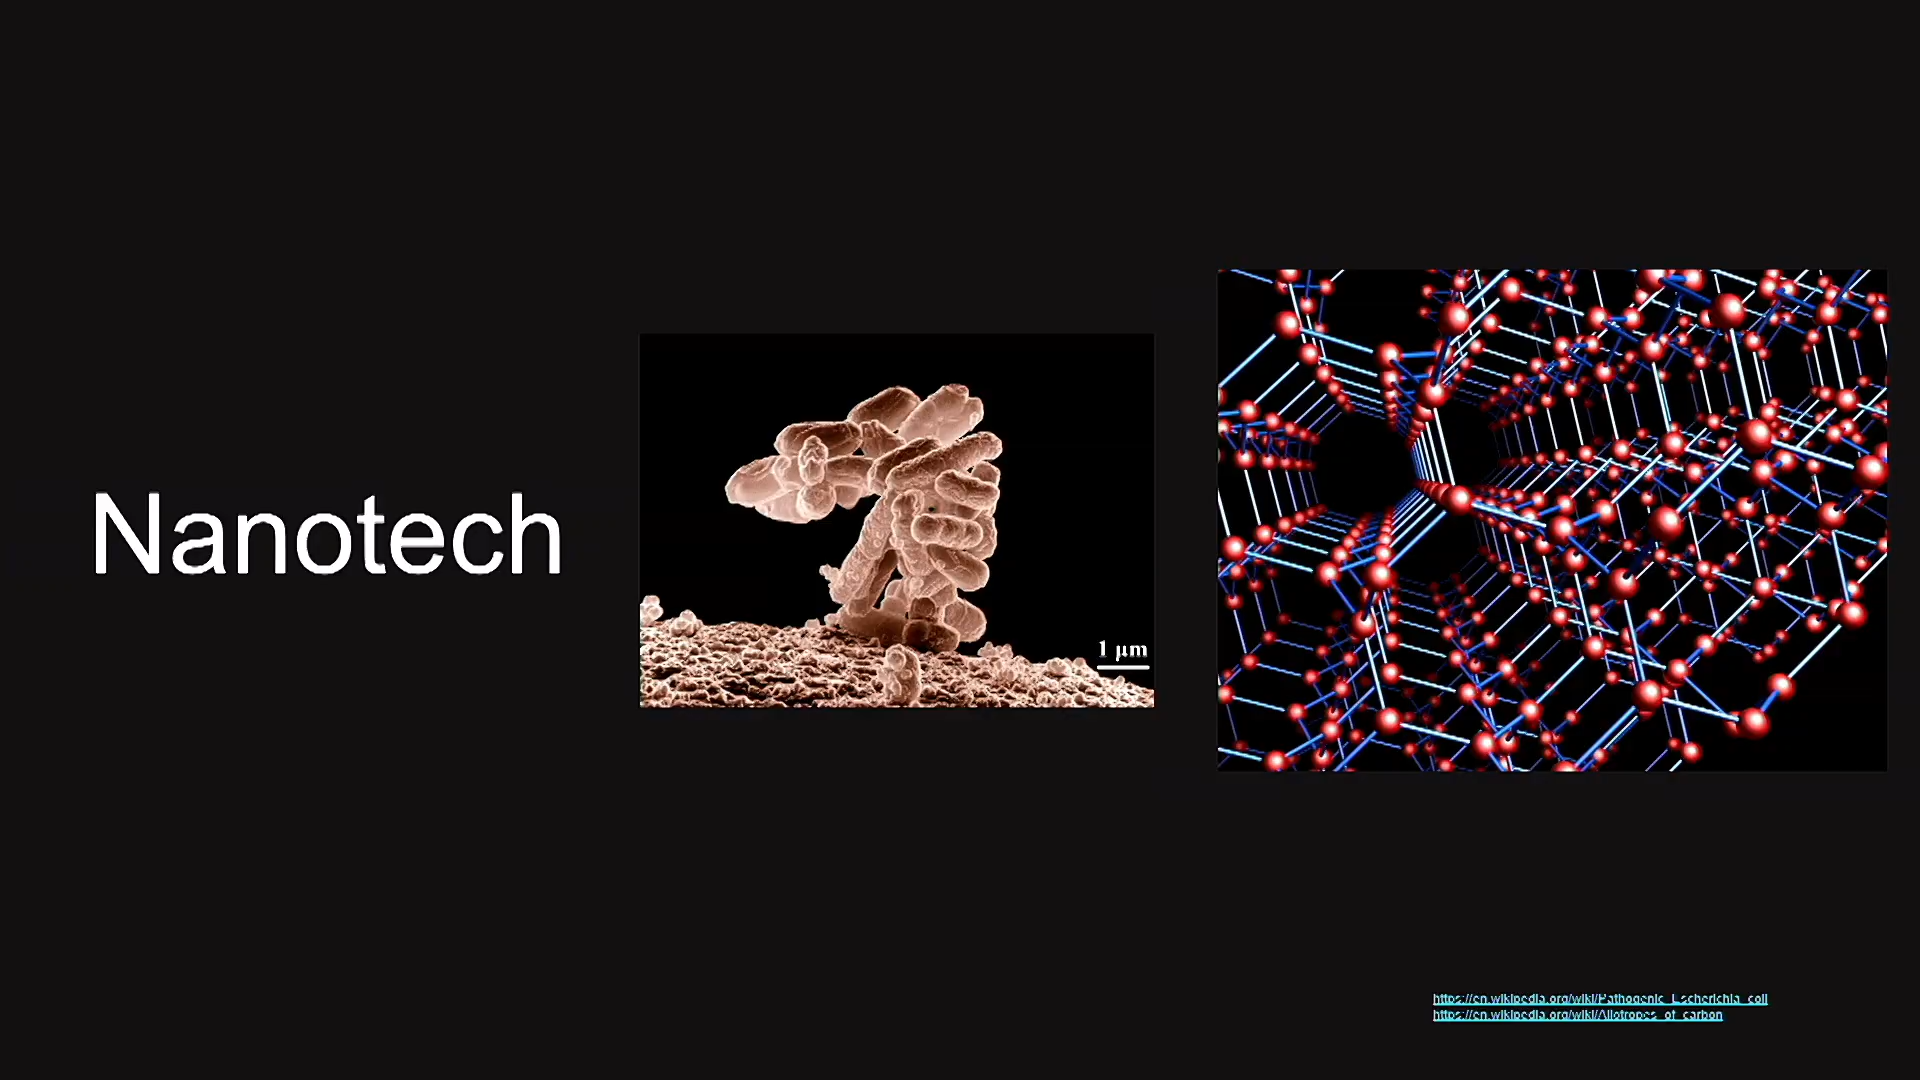 Nanotech
1 μm
https://en.wikipedia.org/wiki/Pathogenic_Escherichia_coli
https://en.wikipedia.org/wiki/Allotropes_of_carbon